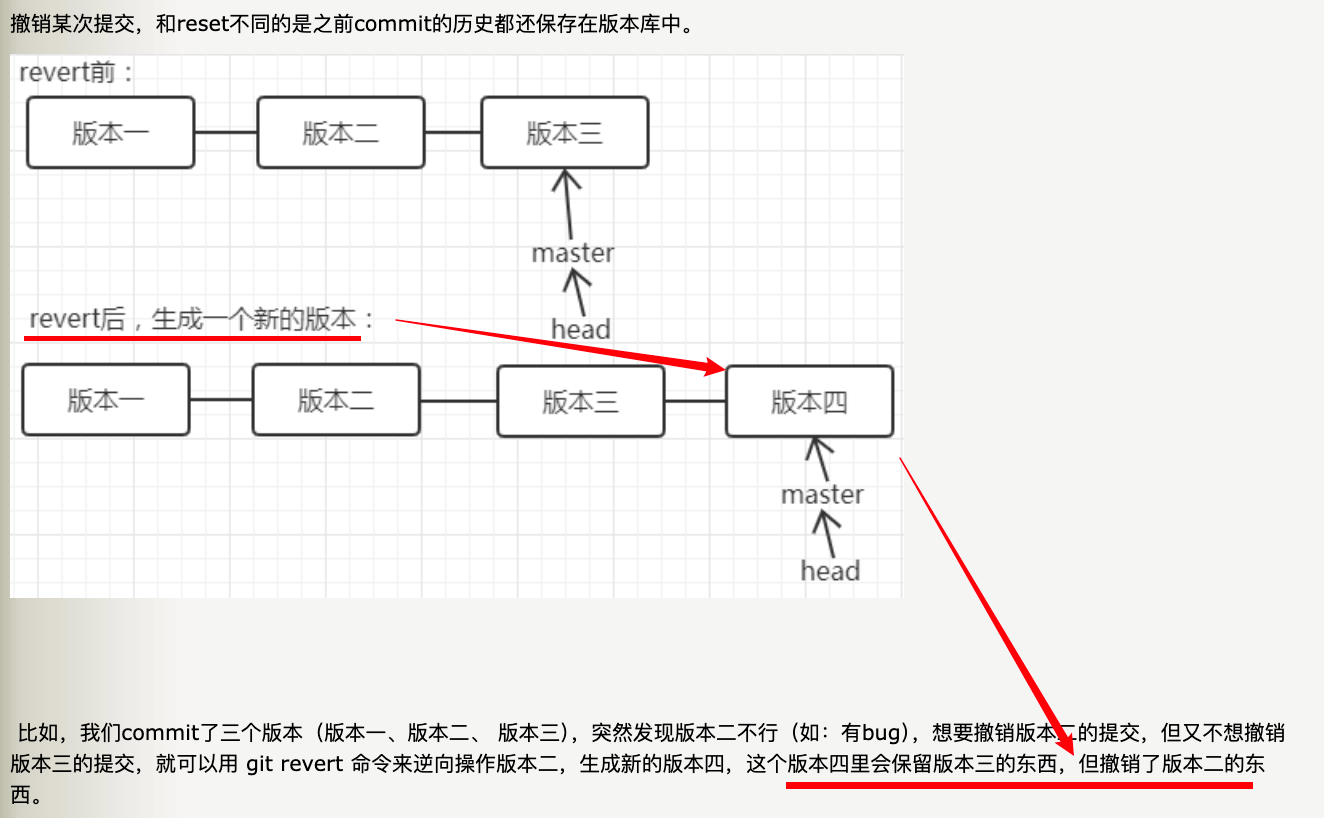 撤销某次提交，和reset不同的是之前commit的历史都还保存在版本库中。
revert前：
版本一 版本二 版本三
master
head
revert后，生成一个新的版本：
版本一 版本二 版本三 版本四
master
head
比如，我们commit了三个版本（版本一、版本二、 版本三），突然发现版本二不行（如：有bug），想要撤销版本二的提交，但又不想撤销
版本三的提交，就可以用 git revert 命令来逆向操作版本二，生成新的版本四，这个版本四里会保留版本三的东西，但撤销了版本二的东
西。